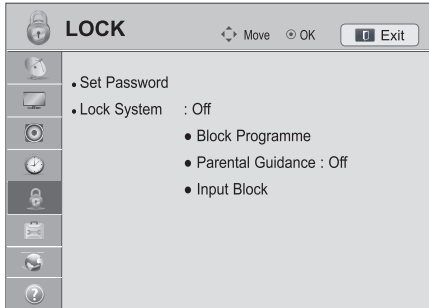 LOCK Move OK Exit
• Set Password
• Lock System : Off
● Block Programme
● Parental Guidance : Off
● Input Block
?